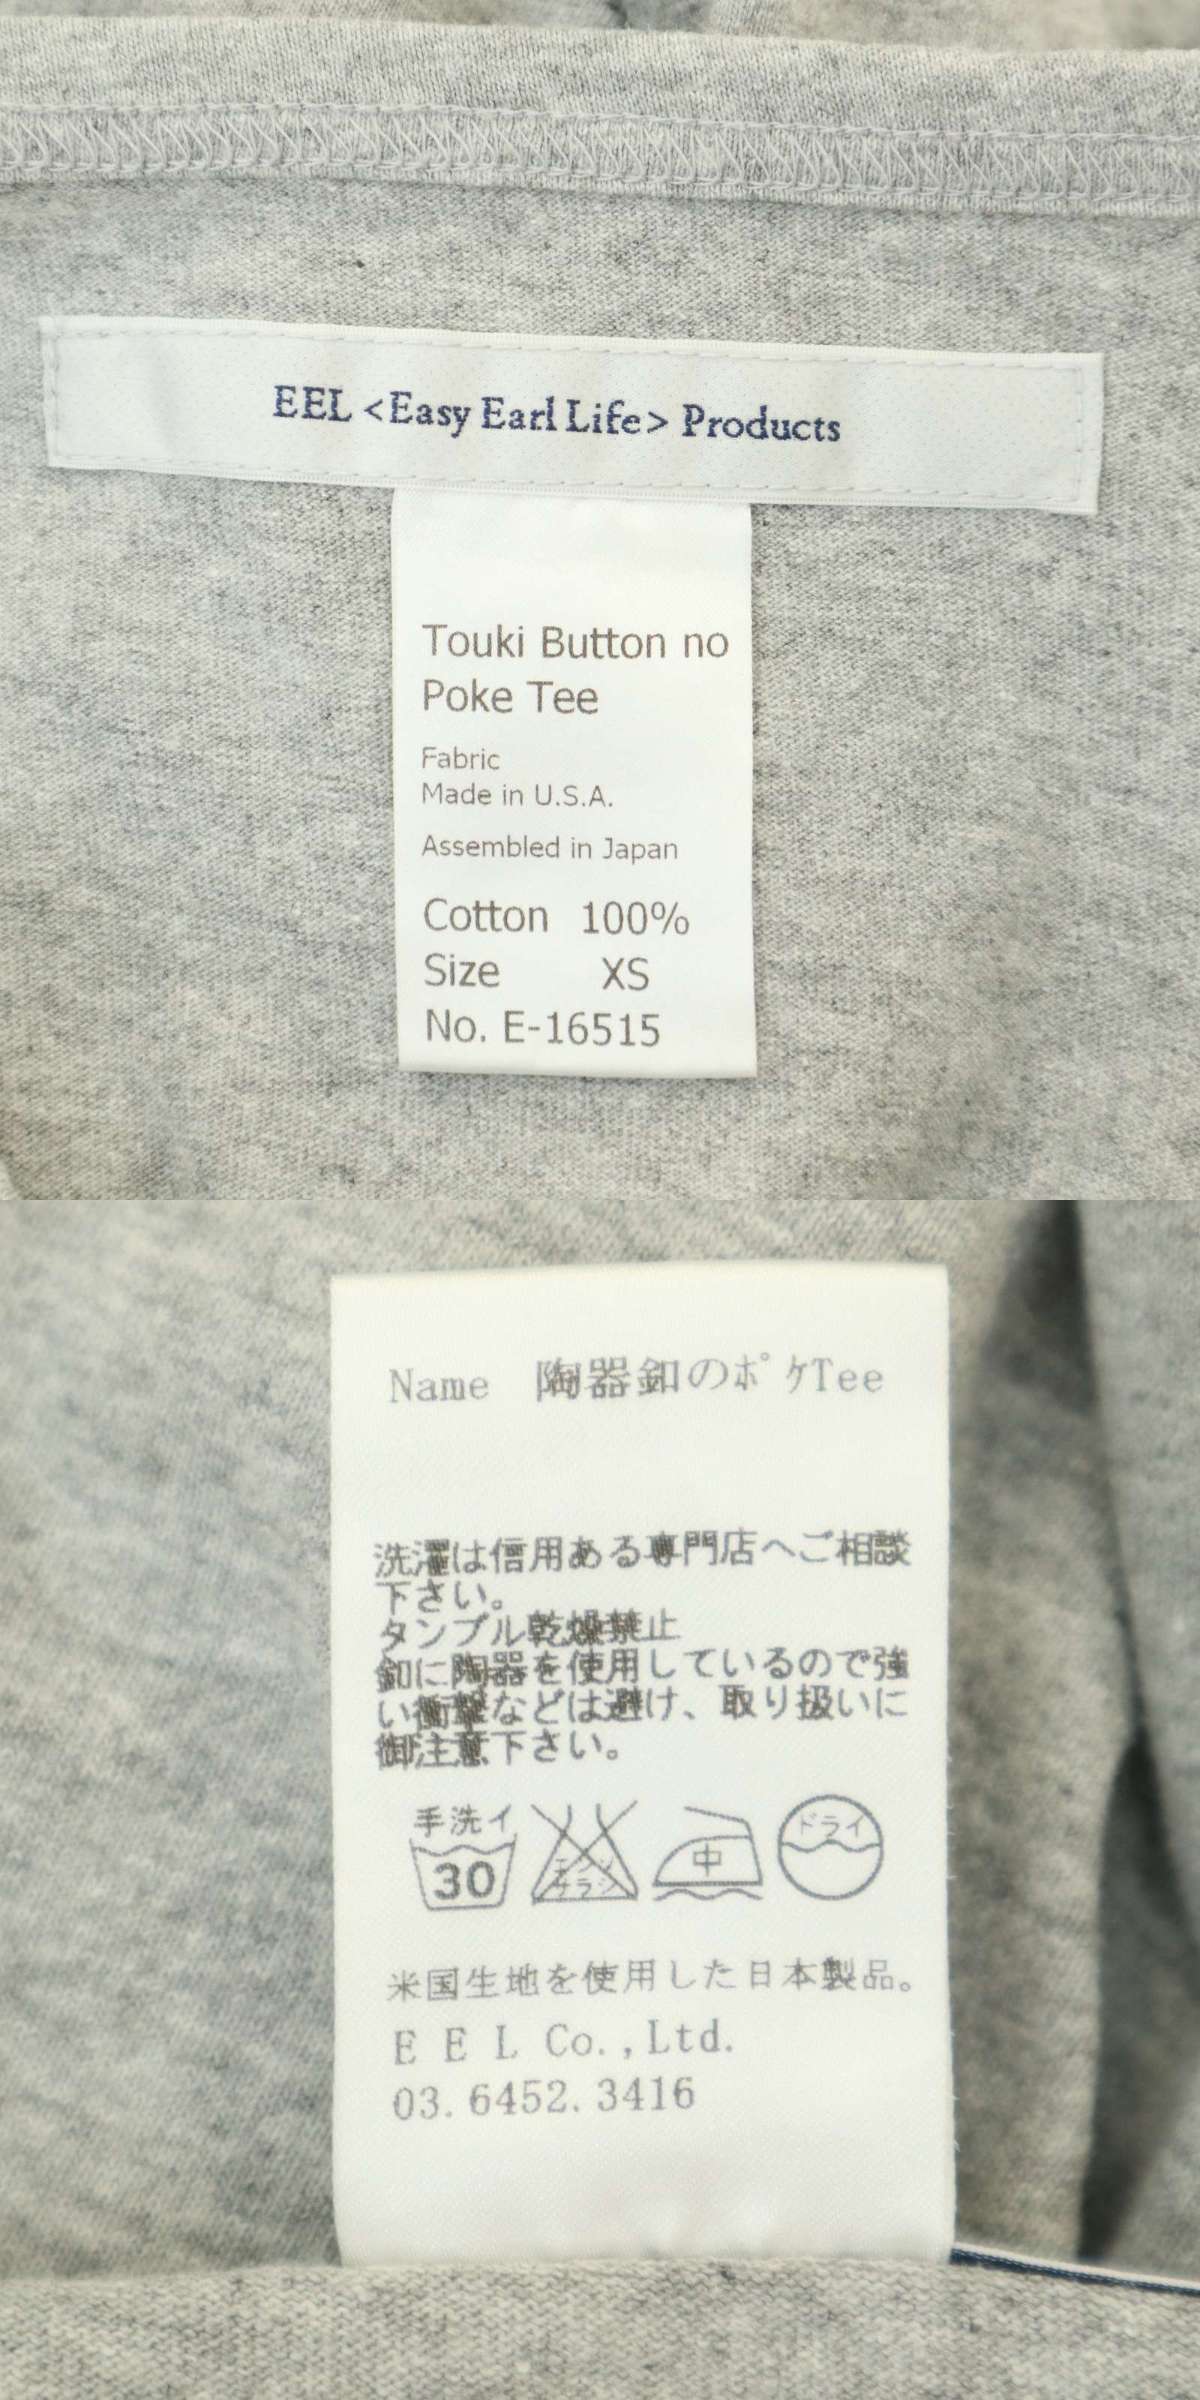 EEL <Easy Earl Life> Products
Touki Button no
Poke Tee
Fabric
Made in U.S.A.
Assembled in Japan
Cotton 100%
Size XS
No. E-16515
Name 陶器釦のﾎﾟｹTee
洗濯は信用ある専門店へご相談
下さい。
タンブル乾燥禁止
釦に陶器を使用しているので強
い衝撃などは避け、取り扱いに
御注意下さい。
手洗イ
30
エンソ
サラシ
中
ドライ
米国生地を使用した日本製品。
E E L Co.,Ltd.
03.6452.3416